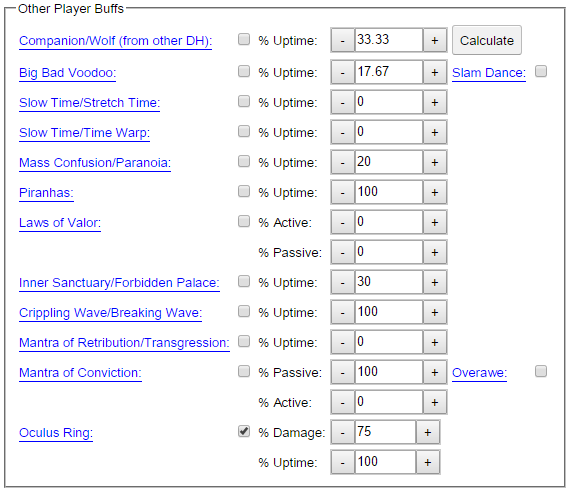 Other Player Buffs
Companion/Wolf (from other DH): % Uptime: - 33.33 + Calculate
Big Bad Voodoo: % Uptime: - 17.67 + Slam Dance:
Slow Time/Stretch Time: % Uptime: - 0 +
Slow Time/Time Warp: % Uptime: - 0 +
Mass Confusion/Paranoia: % Uptime: - 20 +
Piranhas: % Uptime: - 100 +
Laws of Valor: % Active: - 0 +
% Passive: - 0 +
Inner Sanctuary/Forbidden Palace: % Uptime: - 30 +
Crippling Wave/Breaking Wave: % Uptime: - 100 +
Mantra of Retribution/Transgression: % Uptime: - 0 +
Mantra of Conviction: % Passive: - 100 + Overawe:
% Active: - 0 +
Oculus Ring: % Damage: - 75 +
% Uptime: - 100 +